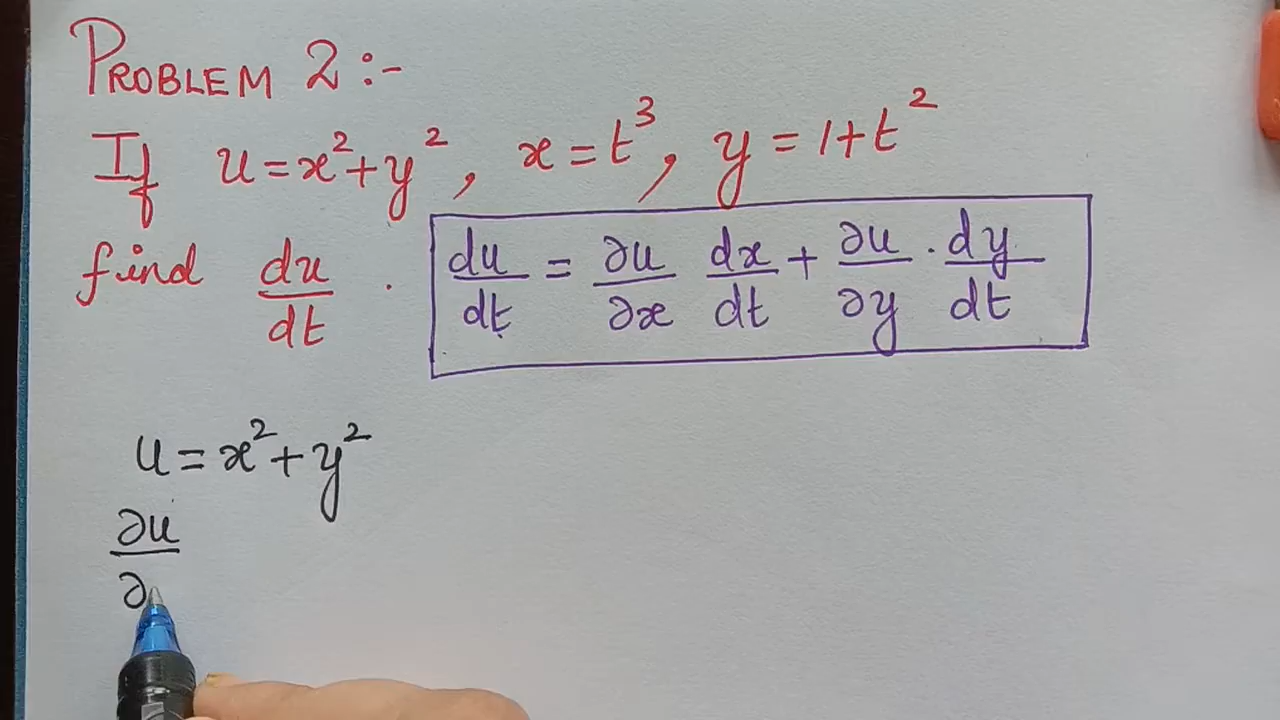 PROBLEM 2:-
If u=x²+y², x=t³, y=1+t²
find du/dt . du/dt = ∂u/∂x dx/dt + ∂u/∂y . dy/dt
u=x²+y²
∂u
∂